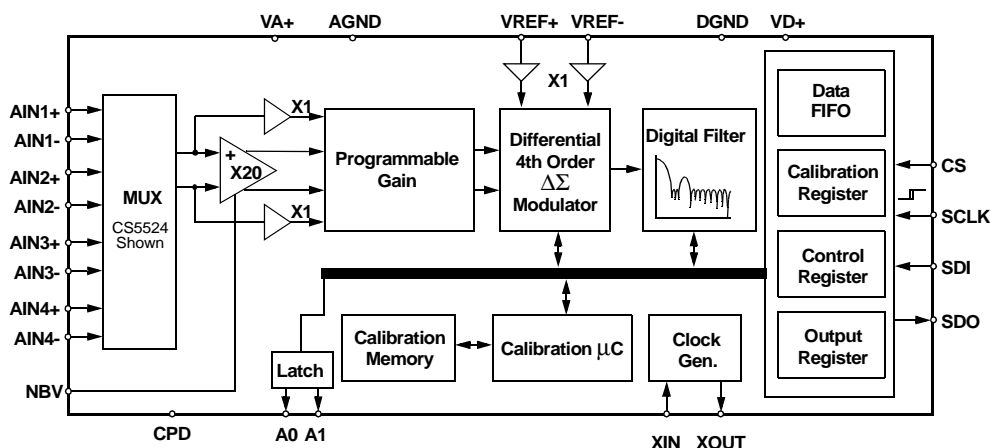 VA+ AGND VREF+ VREF- DGND VD+
X1
AIN1+
AIN1-
AIN2+
AIN2-
AIN3+
AIN3-
AIN4+
AIN4-
NBV
MUX
CS5524
Shown
X1
+
X20
X1
Programmable
Gain
Differential
4th Order
ΔΣ
Modulator
Digital Filter
Data
FIFO
Calibration
Register
Control
Register
Output
Register
CS
SCLK
SDI
SDO
Latch
Calibration
Memory
Calibration μC
Clock
Gen.
CPD A0 A1 XIN XOUT